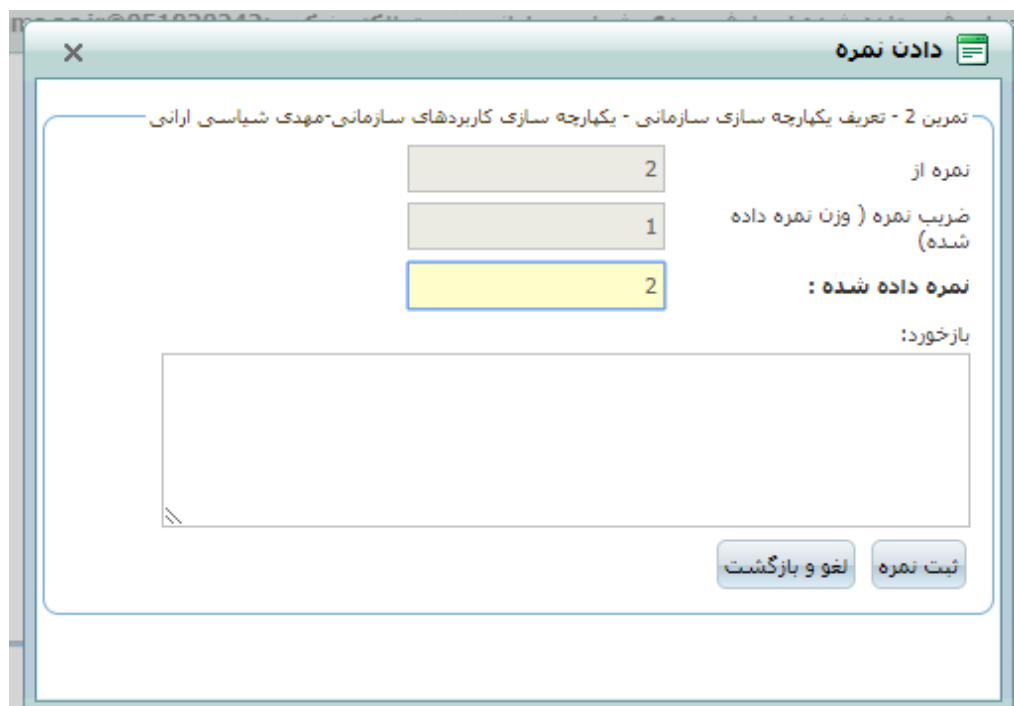 دادن نمره
تمرین 2 - تعریف یکپارچه سازی سازمانی - یکپارچه سازی کاربردهای سازمانی-مهدی شیاسی ارانی
نمره از
2
ضریب نمره ( وزن نمره داده
شده)
1
نمره داده شده :
2
بازخورد:
ثبت نمره
لغو و بازگشت